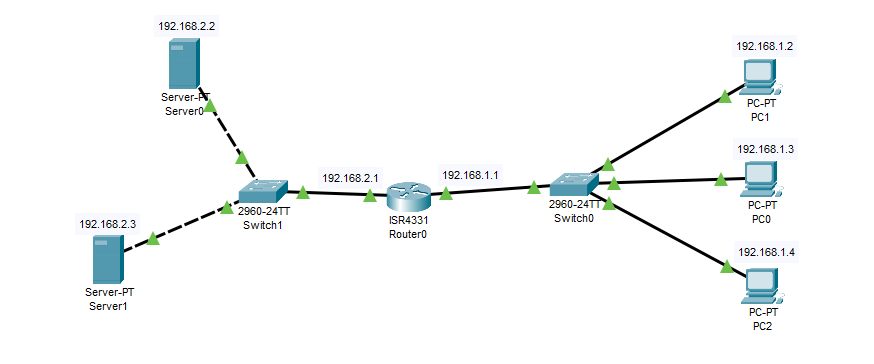 192.168.2.2
Server-PT
Server0
192.168.2.3
Server-PT
Server1
2960-24TT
Switch1
192.168.2.1
ISR4331
Router0
192.168.1.1
2960-24TT
Switch0
192.168.1.2
PC-PT
PC1
192.168.1.3
PC-PT
PC0
192.168.1.4
PC-PT
PC2